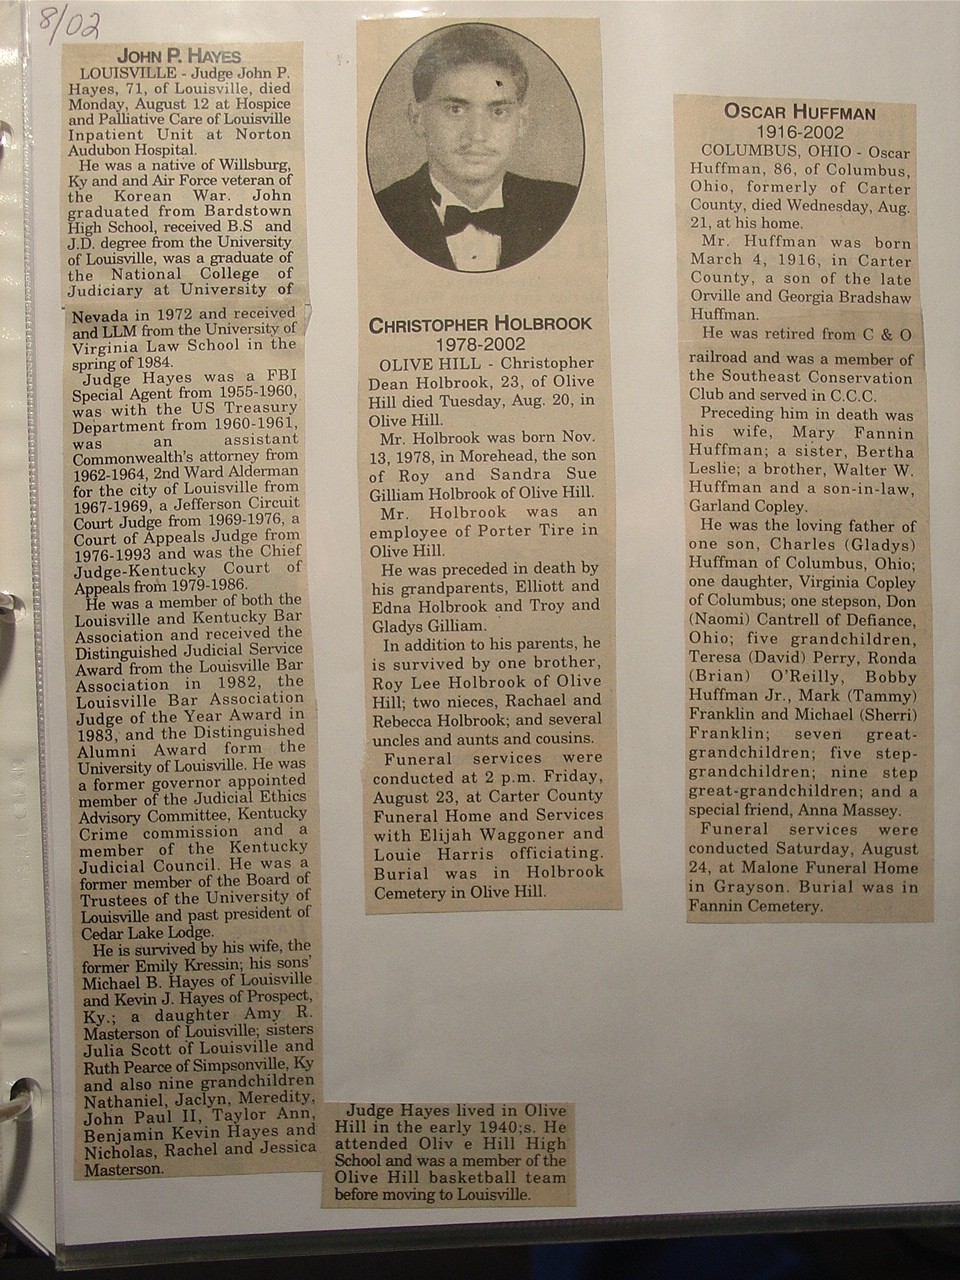 8/02
JOHN P. HAYES
LOUISVILLE - Judge John P.
Hayes, 71, of Louisville, died
Monday, August 12 at Hospice
and Palliative Care of Louisville
Inpatient Unit at Norton
Audubon Hospital.
He was a native of Willsburg,
Ky and and Air Force veteran of
the Korean War. John
graduated from Bardstown
High School, received B.S and
J.D. degree from the University
of Louisville, was a graduate of
the National College of
Judiciary at University of
Nevada in 1972 and received
and LLM from the University of
Virginia Law School in the
spring of 1984.
Judge Hayes was a FBI
Special Agent from 1955-1960,
was with the US Treasury
Department from 1960-1961,
was an assistant
Commonwealth's attorney from
1962-1964, 2nd Ward Alderman
for the city of Louisville from
1967-1969, a Jefferson Circuit
Court Judge from 1969-1976, a
Court of Appeals Judge from
1976-1993 and was the Chief
Judge-Kentucky Court of
Appeals from 1979-1986.
He was a member of both the
Louisville and Kentucky Bar
Association and received the
Distinguished Judicial Service
Award from the Louisville Bar
Association in 1982, the
Louisville Bar Association
Judge of the Year Award in
1983, and the Distinguished
Alumni Award form the
University of Louisville. He was
a former governor appointed
member of the Judicial Ethics
Advisory Committee, Kentucky
Crime commission and a
member of the Kentucky
Judicial Council. He was a
former member of the Board of
Trustees of the University of
Louisville and past president of
Cedar Lake Lodge.
He is survived by his wife, the
former Emily Kressin; his sons'
Michael B. Hayes of Louisville
and Kevin J. Hayes of Prospect,
Ky.; a daughter Amy R.
Masterson of Louisville; sisters
Julia Scott of Louisville and
Ruth Pearce of Simpsonville, Ky
and also nine grandchildren
Nathaniel, Jaclyn, Meredity,
John Paul II, Taylor Ann,
Benjamin Kevin Hayes and
Nicholas, Rachel and Jessica
Masterson.
Judge Hayes lived in Olive
Hill in the early 1940;s. He
attended Oliv e Hill High
School and was a member of the
Olive Hill basketball team
before moving to Louisville.
CHRISTOPHER HOLBROOK
1978-2002
OLIVE HILL - Christopher
Dean Holbrook, 23, of Olive
Hill died Tuesday, Aug. 20, in
Olive Hill.
Mr. Holbrook was born Nov.
13, 1978, in Morehead, the son
of Roy and Sandra Sue
Gilliam Holbrook of Olive Hill.
Mr. Holbrook was an
employee of Porter Tire in
Olive Hill.
He was preceded in death by
his grandparents, Elliott and
Edna Holbrook and Troy and
Gladys Gilliam.
In addition to his parents, he
is survived by one brother,
Roy Lee Holbrook of Olive
Hill; two nieces, Rachael and
Rebecca Holbrook; and several
uncles and aunts and cousins.
Funeral services were
conducted at 2 p.m. Friday,
August 23, at Carter County
Funeral Home and Services
with Elijah Waggoner and
Louie Harris officiating.
Burial was in Holbrook
Cemetery in Olive Hill.
OSCAR HUFFMAN
1916-2002
COLUMBUS, OHIO - Oscar
Huffman, 86, of Columbus,
Ohio, formerly of Carter
County, died Wednesday, Aug.
21, at his home.
Mr. Huffman was born
March 4, 1916, in Carter
County, a son of the late
Orville and Georgia Bradshaw
Huffman.
He was retired from C & O
railroad and was a member of
the Southeast Conservation
Club and served in C.C.C.
Preceding him in death was
his wife, Mary Fannin
Huffman; a sister, Bertha
Leslie; a brother, Walter W.
Huffman and a son-in-law,
Garland Copley.
He was the loving father of
one son, Charles (Gladys)
Huffman of Columbus, Ohio;
one daughter, Virginia Copley
of Columbus; one stepson, Don
(Naomi) Cantrell of Defiance,
Ohio; five grandchildren,
Teresa (David) Perry, Ronda
(Brian) O'Reilly, Bobby
Huffman Jr., Mark (Tammy)
Franklin and Michael (Sherri)
Franklin; seven great-
grandchildren; five step-
grandchildren; nine step
great-grandchildren; and a
special friend, Anna Massey.
Funeral services were
conducted Saturday, August
24, at Malone Funeral Home
in Grayson. Burial was in
Fannin Cemetery.